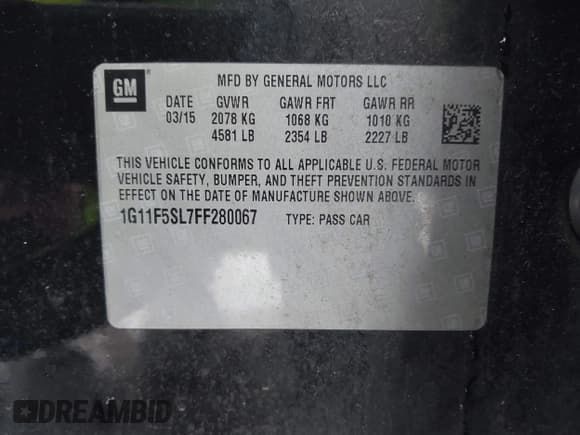 GM
MFD BY GENERAL MOTORS LLC
DATE GVWR GAWR FRT GAWR RR
03/15 2078 KG 1068 KG 1010 KG
4581 LB 2354 LB 2227 LB
THIS VEHICLE CONFORMS TO ALL APPLICABLE U.S. FEDERAL MOTOR
VEHICLE SAFETY, BUMPER, AND THEFT PREVENTION STANDARDS IN
EFFECT ON THE DATE OF MANUFACTURE SHOWN ABOVE.
1G11F5SL7FF280067 TYPE: PASS CAR
DREAMBID